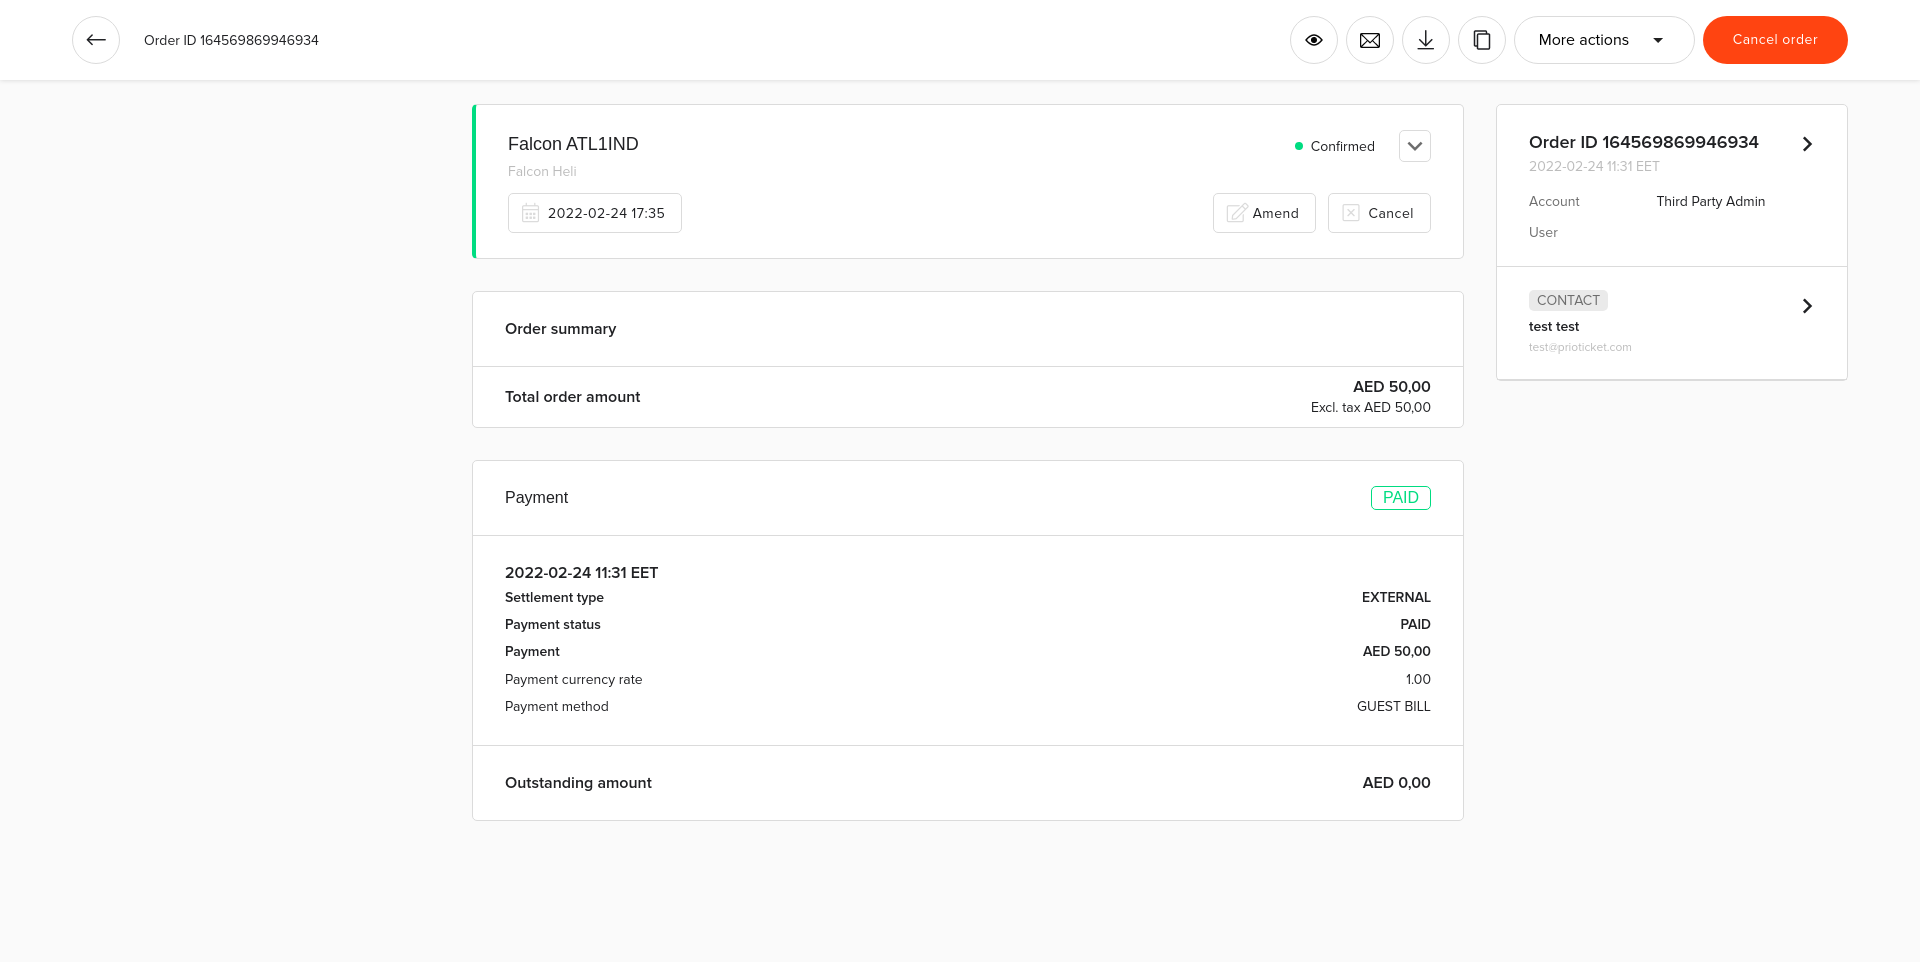 Order ID 164569869946934
More actions
Cancel order
Falcon ATL1IND
Confirmed
Falcon Heli
2022-02-24 17:35
Amend
Cancel
Order summary
Total order amount
AED 50,00
Excl. tax AED 50,00
Payment
PAID
2022-02-24 11:31 EET
Settlement type
EXTERNAL
Payment status
PAID
Payment
AED 50,00
Payment currency rate
1.00
Payment method
GUEST BILL
Outstanding amount
AED 0,00
Order ID 164569869946934
2022-02-24 11:31 EET
Account
Third Party Admin
User
CONTACT
test test
test@prioticket.com